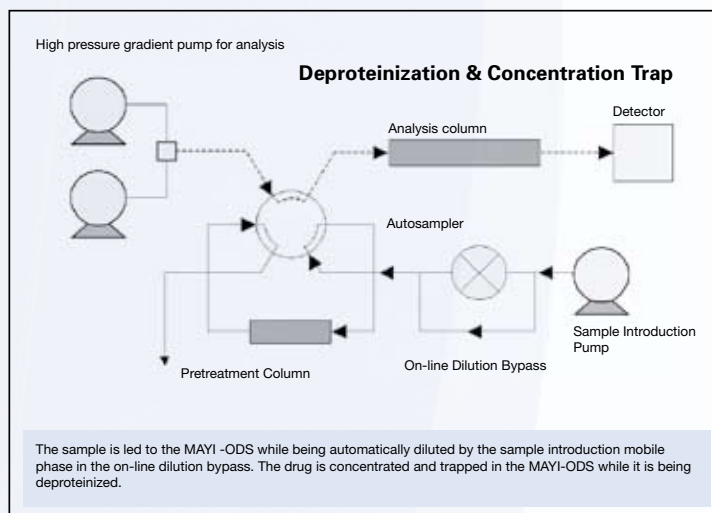 High pressure gradient pump for analysis
Deproteinization & Concentration Trap
Analysis column
Detector
Autosampler
Sample Introduction
Pump
Pretreatment Column
On-line Dilution Bypass
The sample is led to the MAYI -ODS while being automatically diluted by the sample introduction mobile
phase in the on-line dilution bypass. The drug is concentrated and trapped in the MAYI-ODS while it is being
deproteinized.